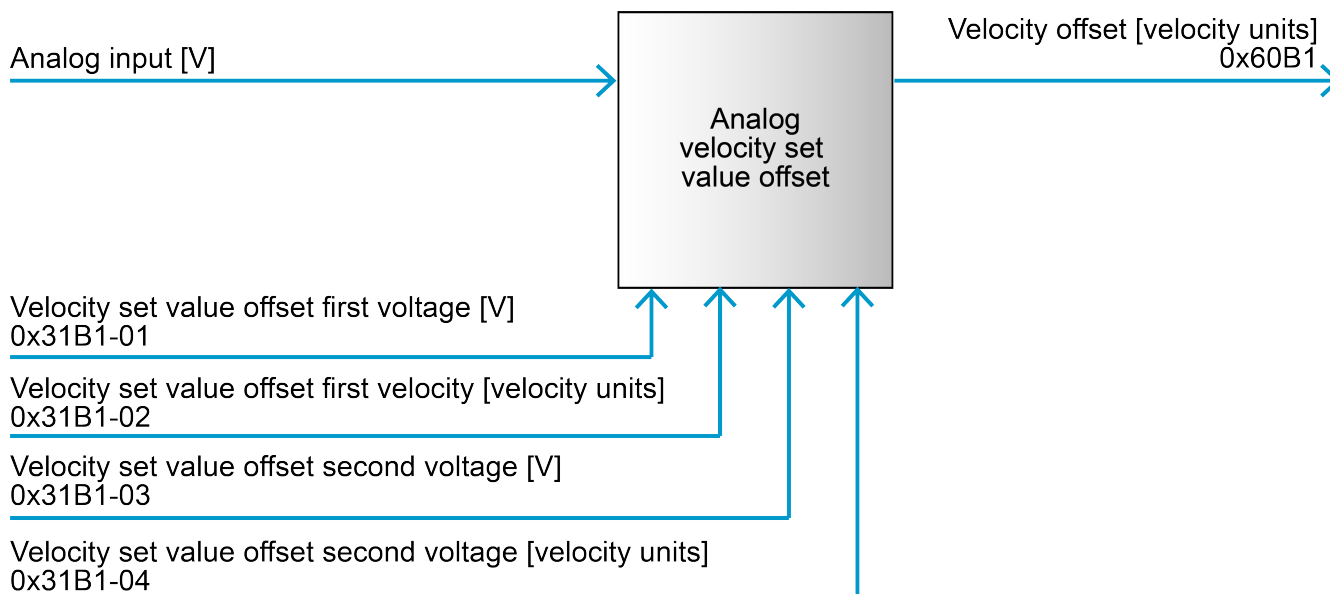 Analog input [V]
Velocity offset [velocity units]
0x60B1
Analog
velocity set
value offset
Velocity set value offset first voltage [V]
0x31B1-01
Velocity set value offset first velocity [velocity units]
0x31B1-02
Velocity set value offset second voltage [V]
0x31B1-03
Velocity set value offset second voltage [velocity units]
0x31B1-04